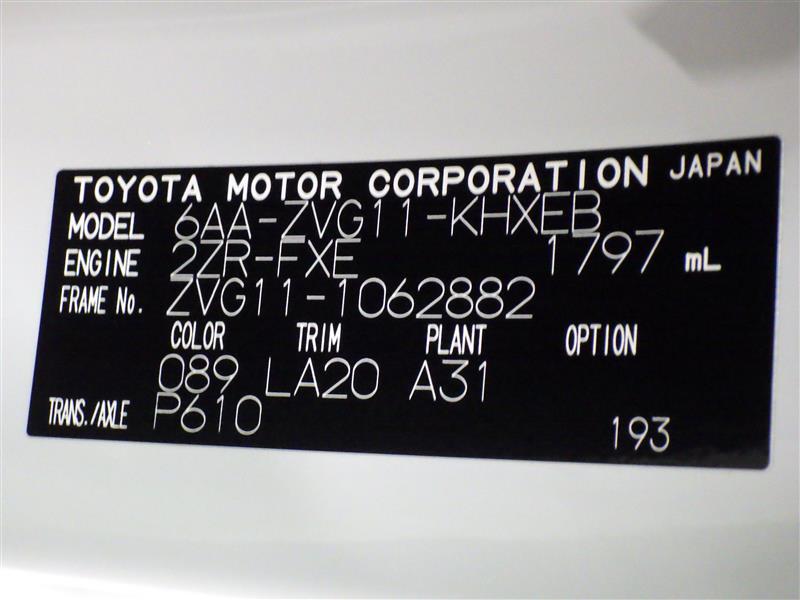 TOYOTA MOTOR CORPORATION JAPAN
MODEL 6AA-ZVG11-KHXEB
ENGINE 2ZR-FXE 1797 mL
FRAME No. ZVG11-1062882
COLOR TRIM PLANT OPTION
089 LA20 A31
TRANS./AXLE P610
193